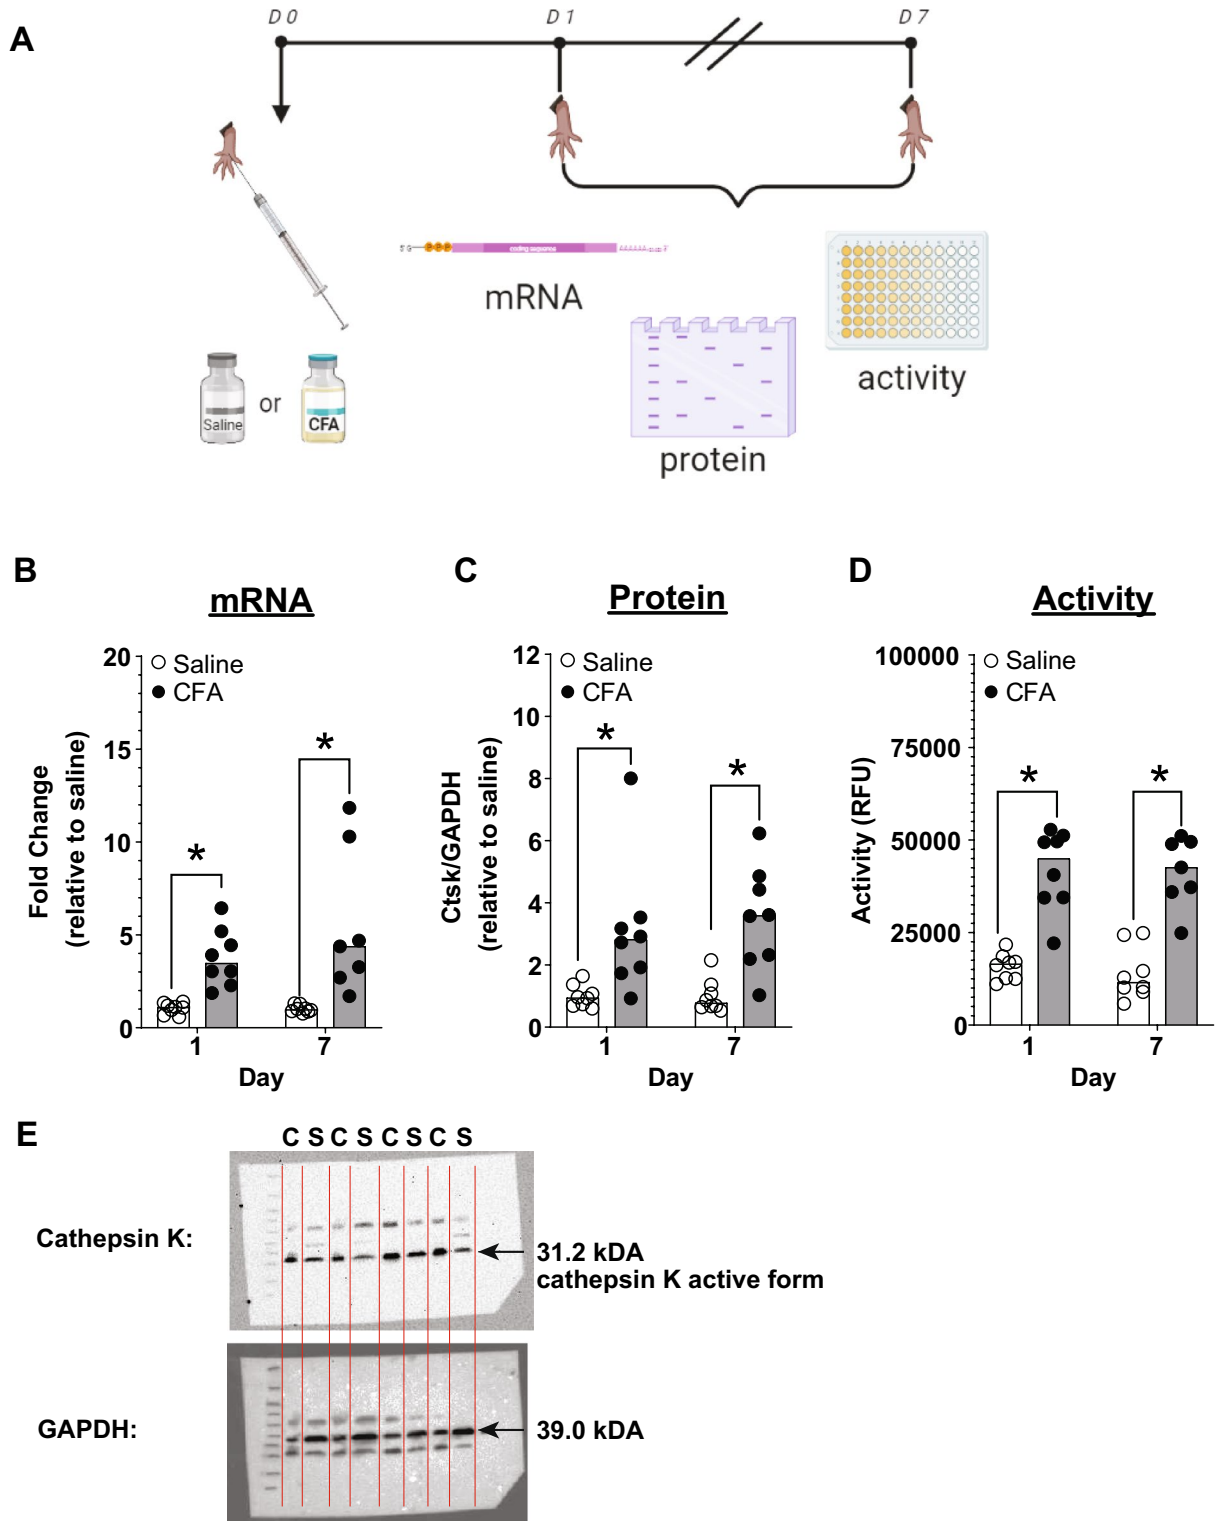 A
D 0
D 1
D 7
P P P
coding sequence
mRNA
activity
Saline
or
CFA
protein
B
mRNA
Fold Change
(relative to saline)
20
15
10
5
0
Saline
CFA
*
*
1
7
Day
C
Protein
Ctsk/GAPDH
(relative to saline)
12
10
8
6
4
2
0
Saline
CFA
*
*
1
7
Day
D
Activity
Activity (RFU)
100000
75000
50000
25000
0
Saline
CFA
*
*
1
7
Day
E
C S C S C S C S
Cathepsin K:
31.2 kDA
cathepsin K active form
GAPDH:
39.0 kDA